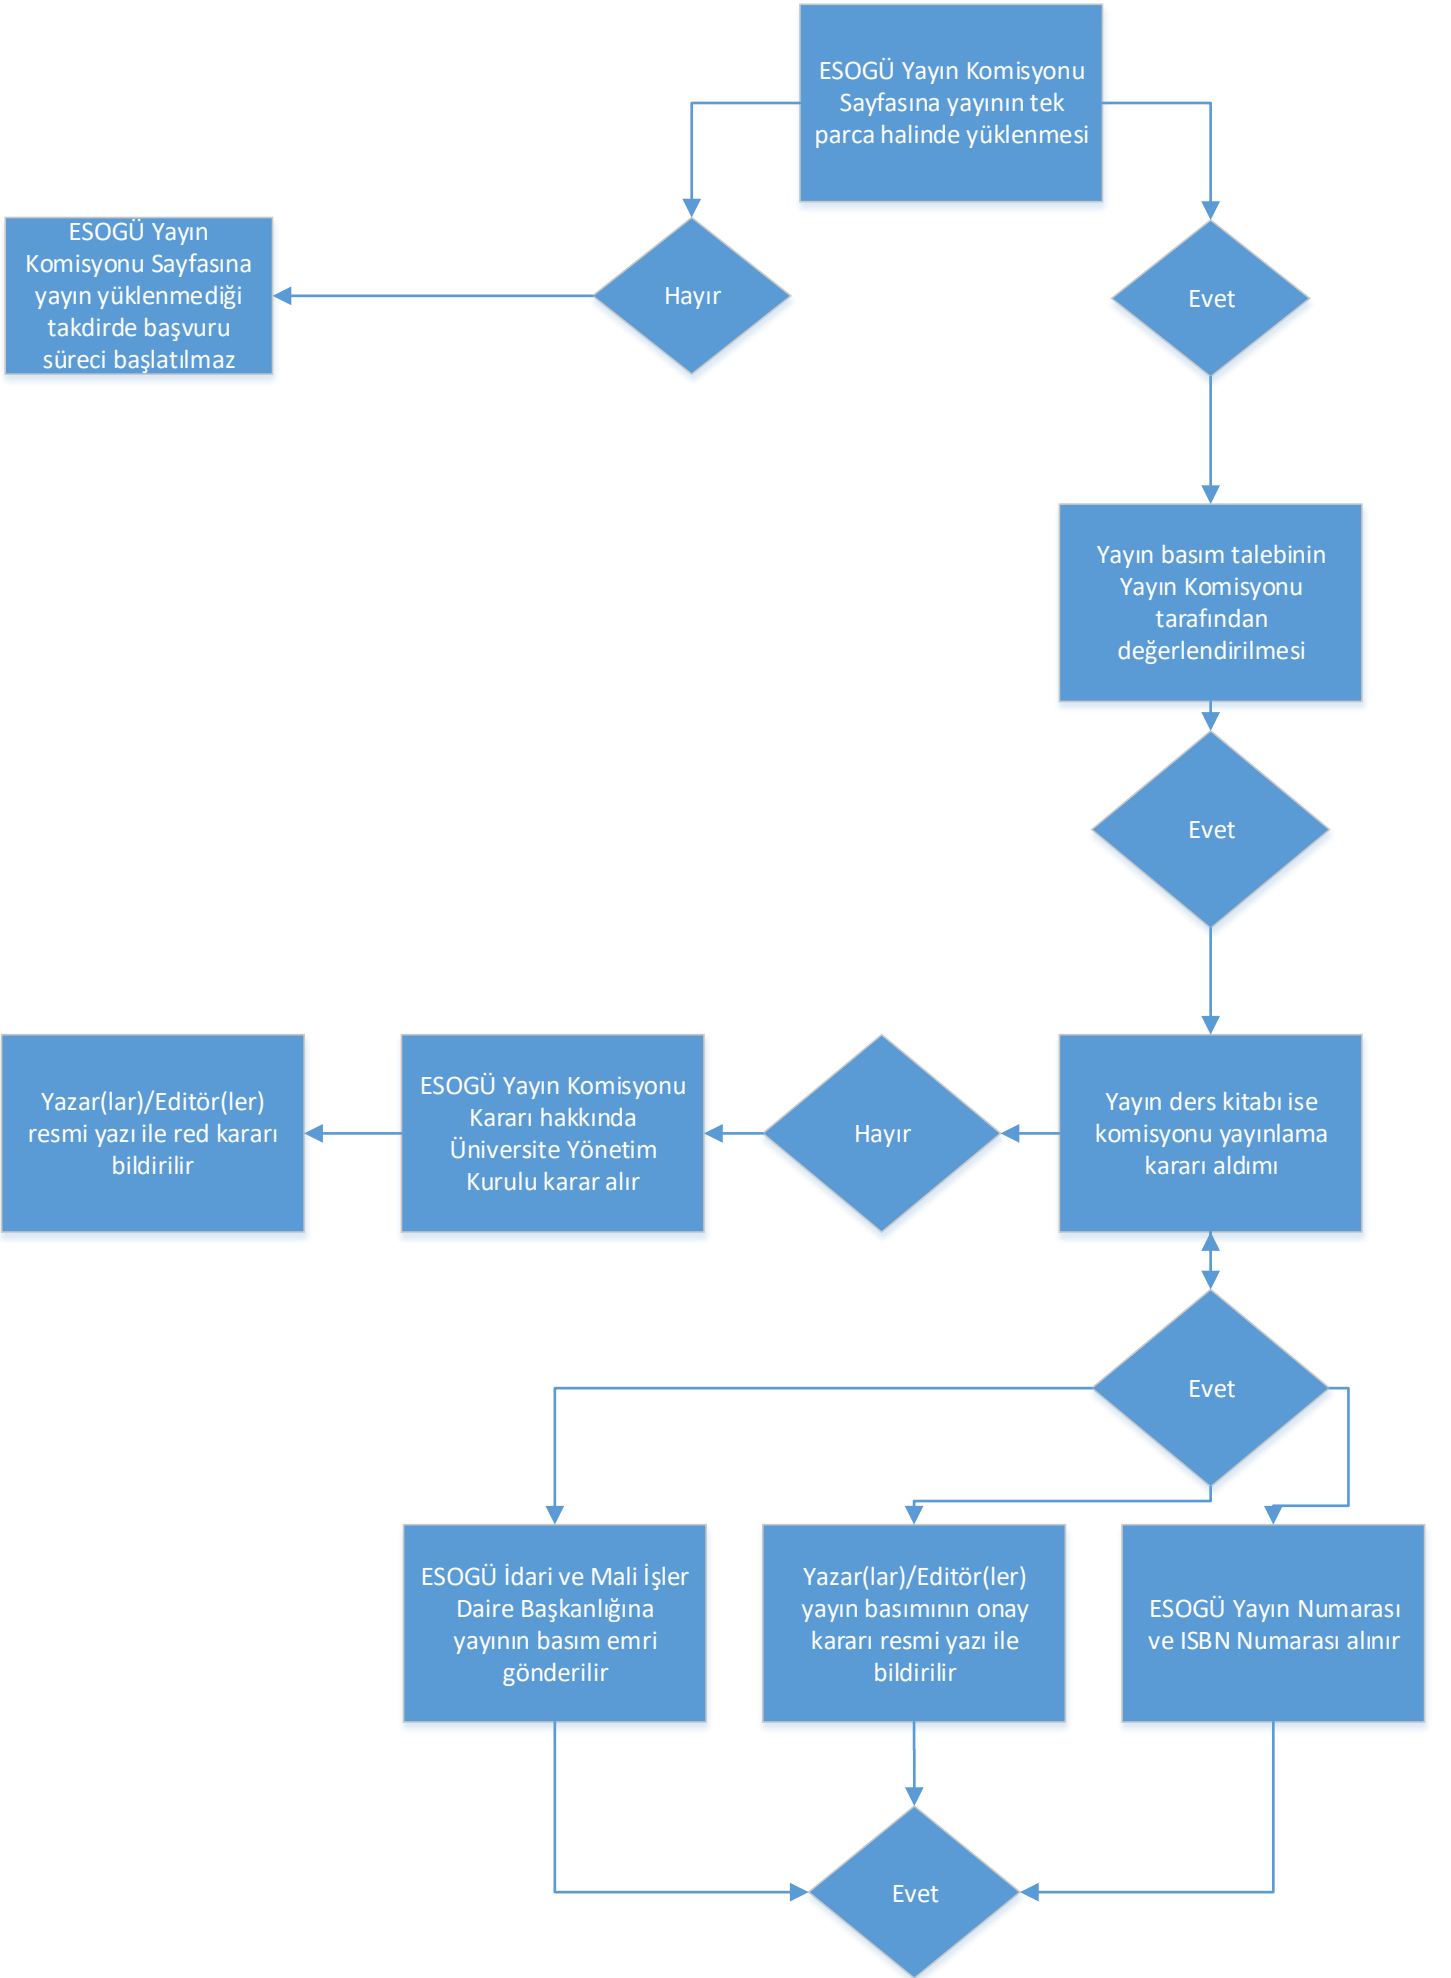 ESOGÜ Yayın Komisyonu
Sayfasına yayının tek
parca halinde yüklenmesi
ESOGÜ Yayın
Komisyonu Sayfasına
yayın yüklenmediği
takdirde başvuru
süreci başlatılmaz
Hayır
Evet
Yayın basım talebinin
Yayın Komisyonu
tarafından
değerlendirilmesi
Evet
Yazar(lar)/Editör(ler)
resmi yazı ile red kararı
bildirilir
ESOGÜ Yayın Komisyonu
Kararı hakkında
Üniversite Yönetim
Kurulu karar alır
Hayır
Yayın ders kitabı ise
komisyonu yayınlama
kararı aldımı
Evet
ESOGÜ İdari ve Mali İşler
Daire Başkanlığına
yayının basım emri
gönderilir
Yazar(lar)/Editör(ler)
yayın basımının onay
kararı resmi yazı ile
bildirilir
ESOGÜ Yayın Numarası
ve ISBN Numarası alınır
Evet